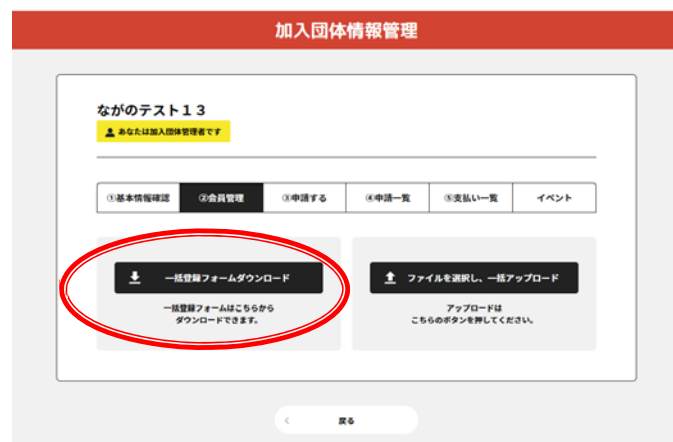 加入団体情報管理
ながのテスト13
あなたは加入団体管理者です
①基本情報確認 ②会員管理 ③申請する ④申請一覧 ⑤支払い一覧 イベント
一括登録フォームダウンロード
一括登録フォームはこちらから
ダウンロードできます。
ファイルを選択し、一括アップロード
アップロードは
こちらのボタンを押してください。
戻る